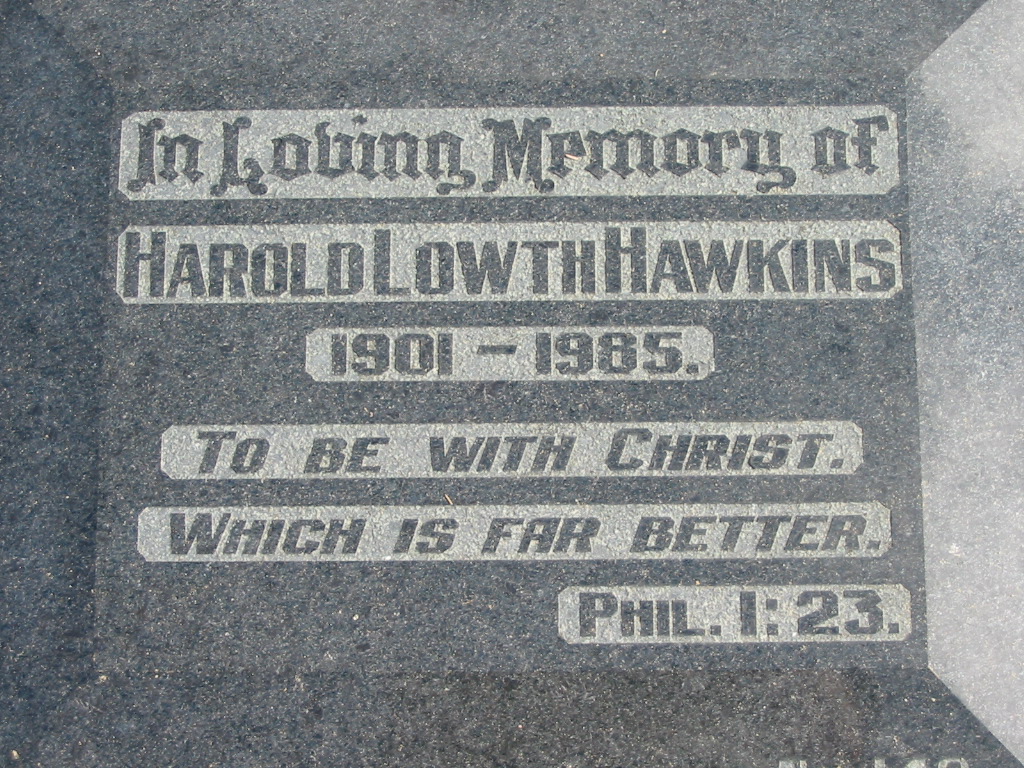 In Loving Memory of
HAROLD LOWTH HAWKINS
1901 – 1985.
TO BE WITH CHRIST.
WHICH IS FAR BETTER.
PHIL. 1: 23.